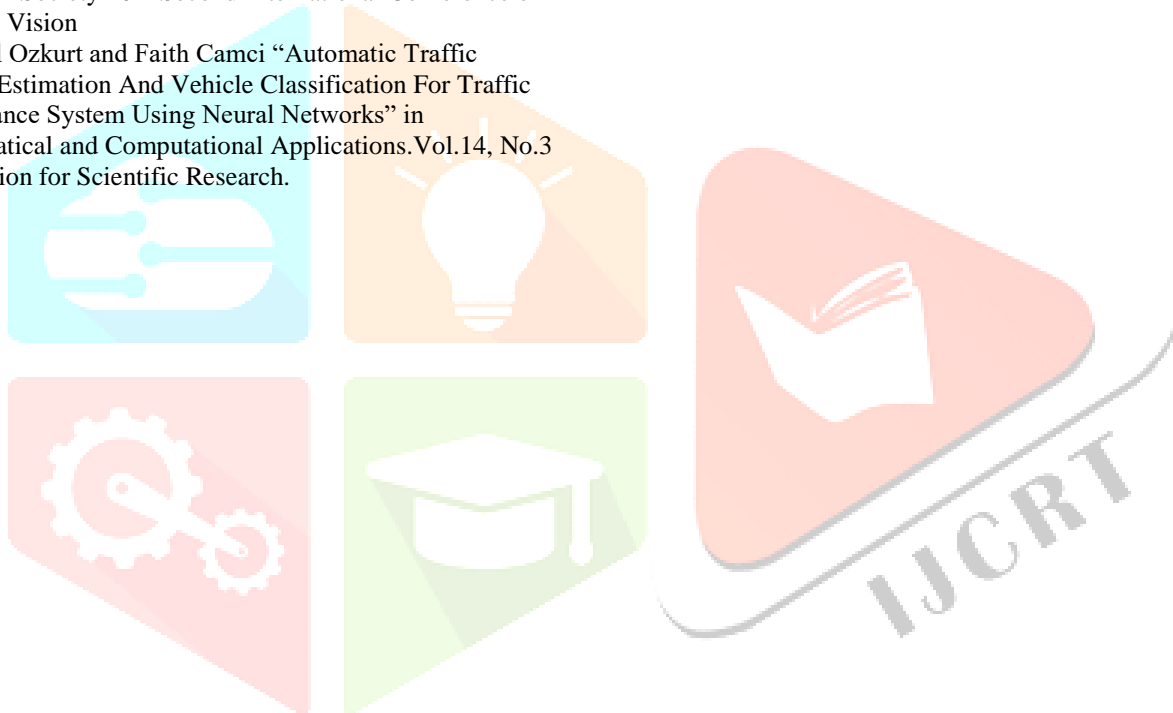 Vision
Ozkurt and Faith Camci “Automatic Traffic
Estimation And Vehicle Classification For Traffic
ance System Using Neural Networks” in
atical and Computational Applications.Vol.14, No.3
ion for Scientific Research.
IJCRT